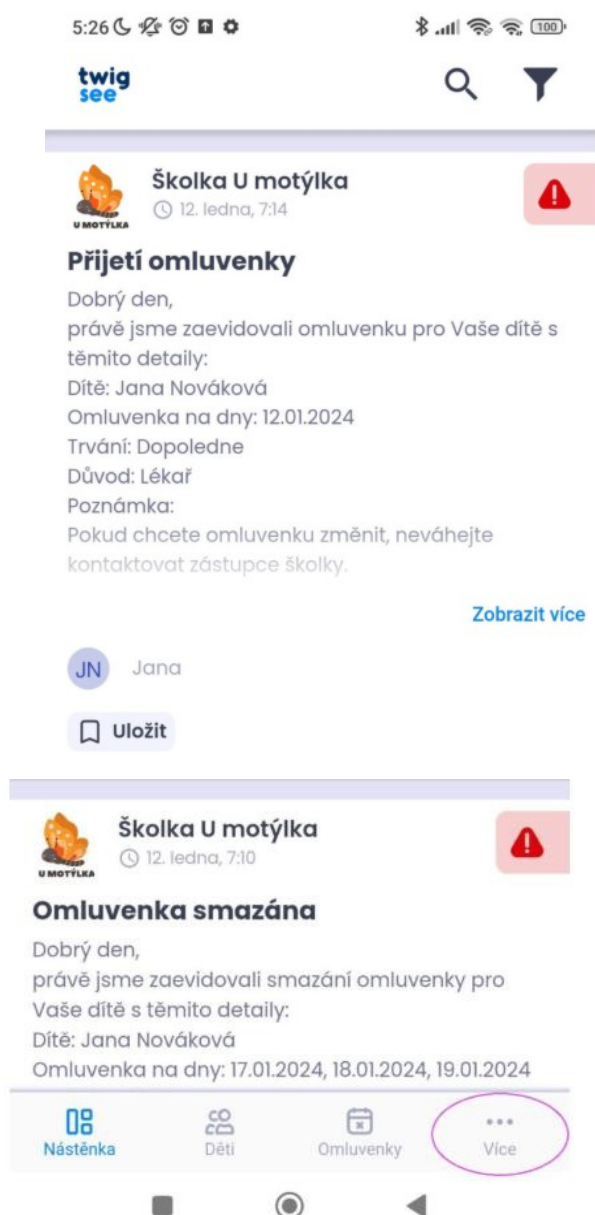 5:26
100
twig
see
Školka U motýlka
12. ledna, 7:14
U MOTÝLKA
Přijetí omluvenky
Dobrý den,
právě jsme zaevidovali omluvenku pro Vaše dítě s
těmito detaily:
Dítě: Jana Nováková
Omluvenka na dny: 12.01.2024
Trvání: Dopoledne
Důvod: Lékař
Poznámka:
Pokud chcete omluvenku změnit, neváhejte
kontaktovat zástupce školky.
Zobrazit více
JN Jana
Uložit
Školka U motýlka
12. ledna, 7:10
U MOTÝLKA
Omluvenka smazána
Dobrý den,
právě jsme zaevidovali smazání omluvenky pro
Vaše dítě s těmito detaily:
Dítě: Jana Nováková
Omluvenka na dny: 17.01.2024, 18.01.2024, 19.01.2024
Nástěnka Děti Omluvenky Více